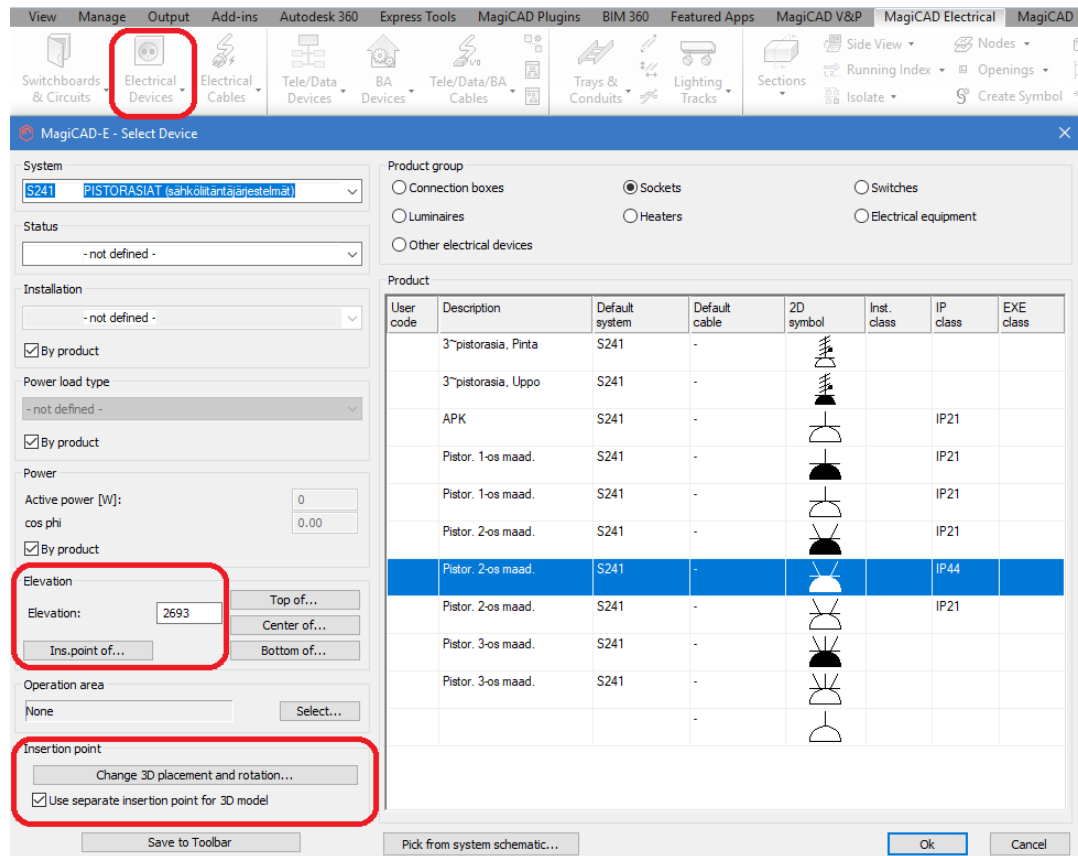 View Manage Output Add-ins Autodesk 360 Express Tools MagiCAD Plugins BIM 360 Featured Apps MagiCAD V&P MagiCAD Electrical MagiCAD
Switchboards & Circuits
Electrical Devices
Electrical Cables
Tele/Data Devices
BA Devices
Tele/Data/BA Cables
Trays & Conduits
Lighting Tracks
Sections
Side View
Running Index
Isolate
Nodes
Openings
Create Symbol
MagiCAD-E - Select Device
System
S241 PISTORASIAT (sähköliitäntäjärjestelmät)
Status
- not defined -
Installation
- not defined -
By product
Power load type
- not defined -
By product
Power
Active power [W]: 0
cos phi 0.00
By product
Elevation
Elevation: 2693
Top of...
Center of...
Ins.point of...
Bottom of...
Operation area
None
Select...
Insertion point
Change 3D placement and rotation...
Use separate insertion point for 3D model
Save to Toolbar
Product group
Connection boxes Sockets Switches
Luminaires Heaters Electrical equipment
Other electrical devices
Product
User code Description Default system Default cable 2D symbol Inst. class IP class EXE class
3~pistorasia, Pinta S241 -
3~pistorasia, Uppo S241 -
APK S241 - IP21
Pistor. 1-os maad. S241 - IP21
Pistor. 1-os maad. S241 - IP21
Pistor. 2-os maad. S241 - IP21
Pistor. 2-os maad. S241 - IP44
Pistor. 2-os maad. S241 - IP21
Pistor. 3-os maad. S241 -
Pistor. 3-os maad. S241 -
-
Pick from system schematic...
Ok
Cancel